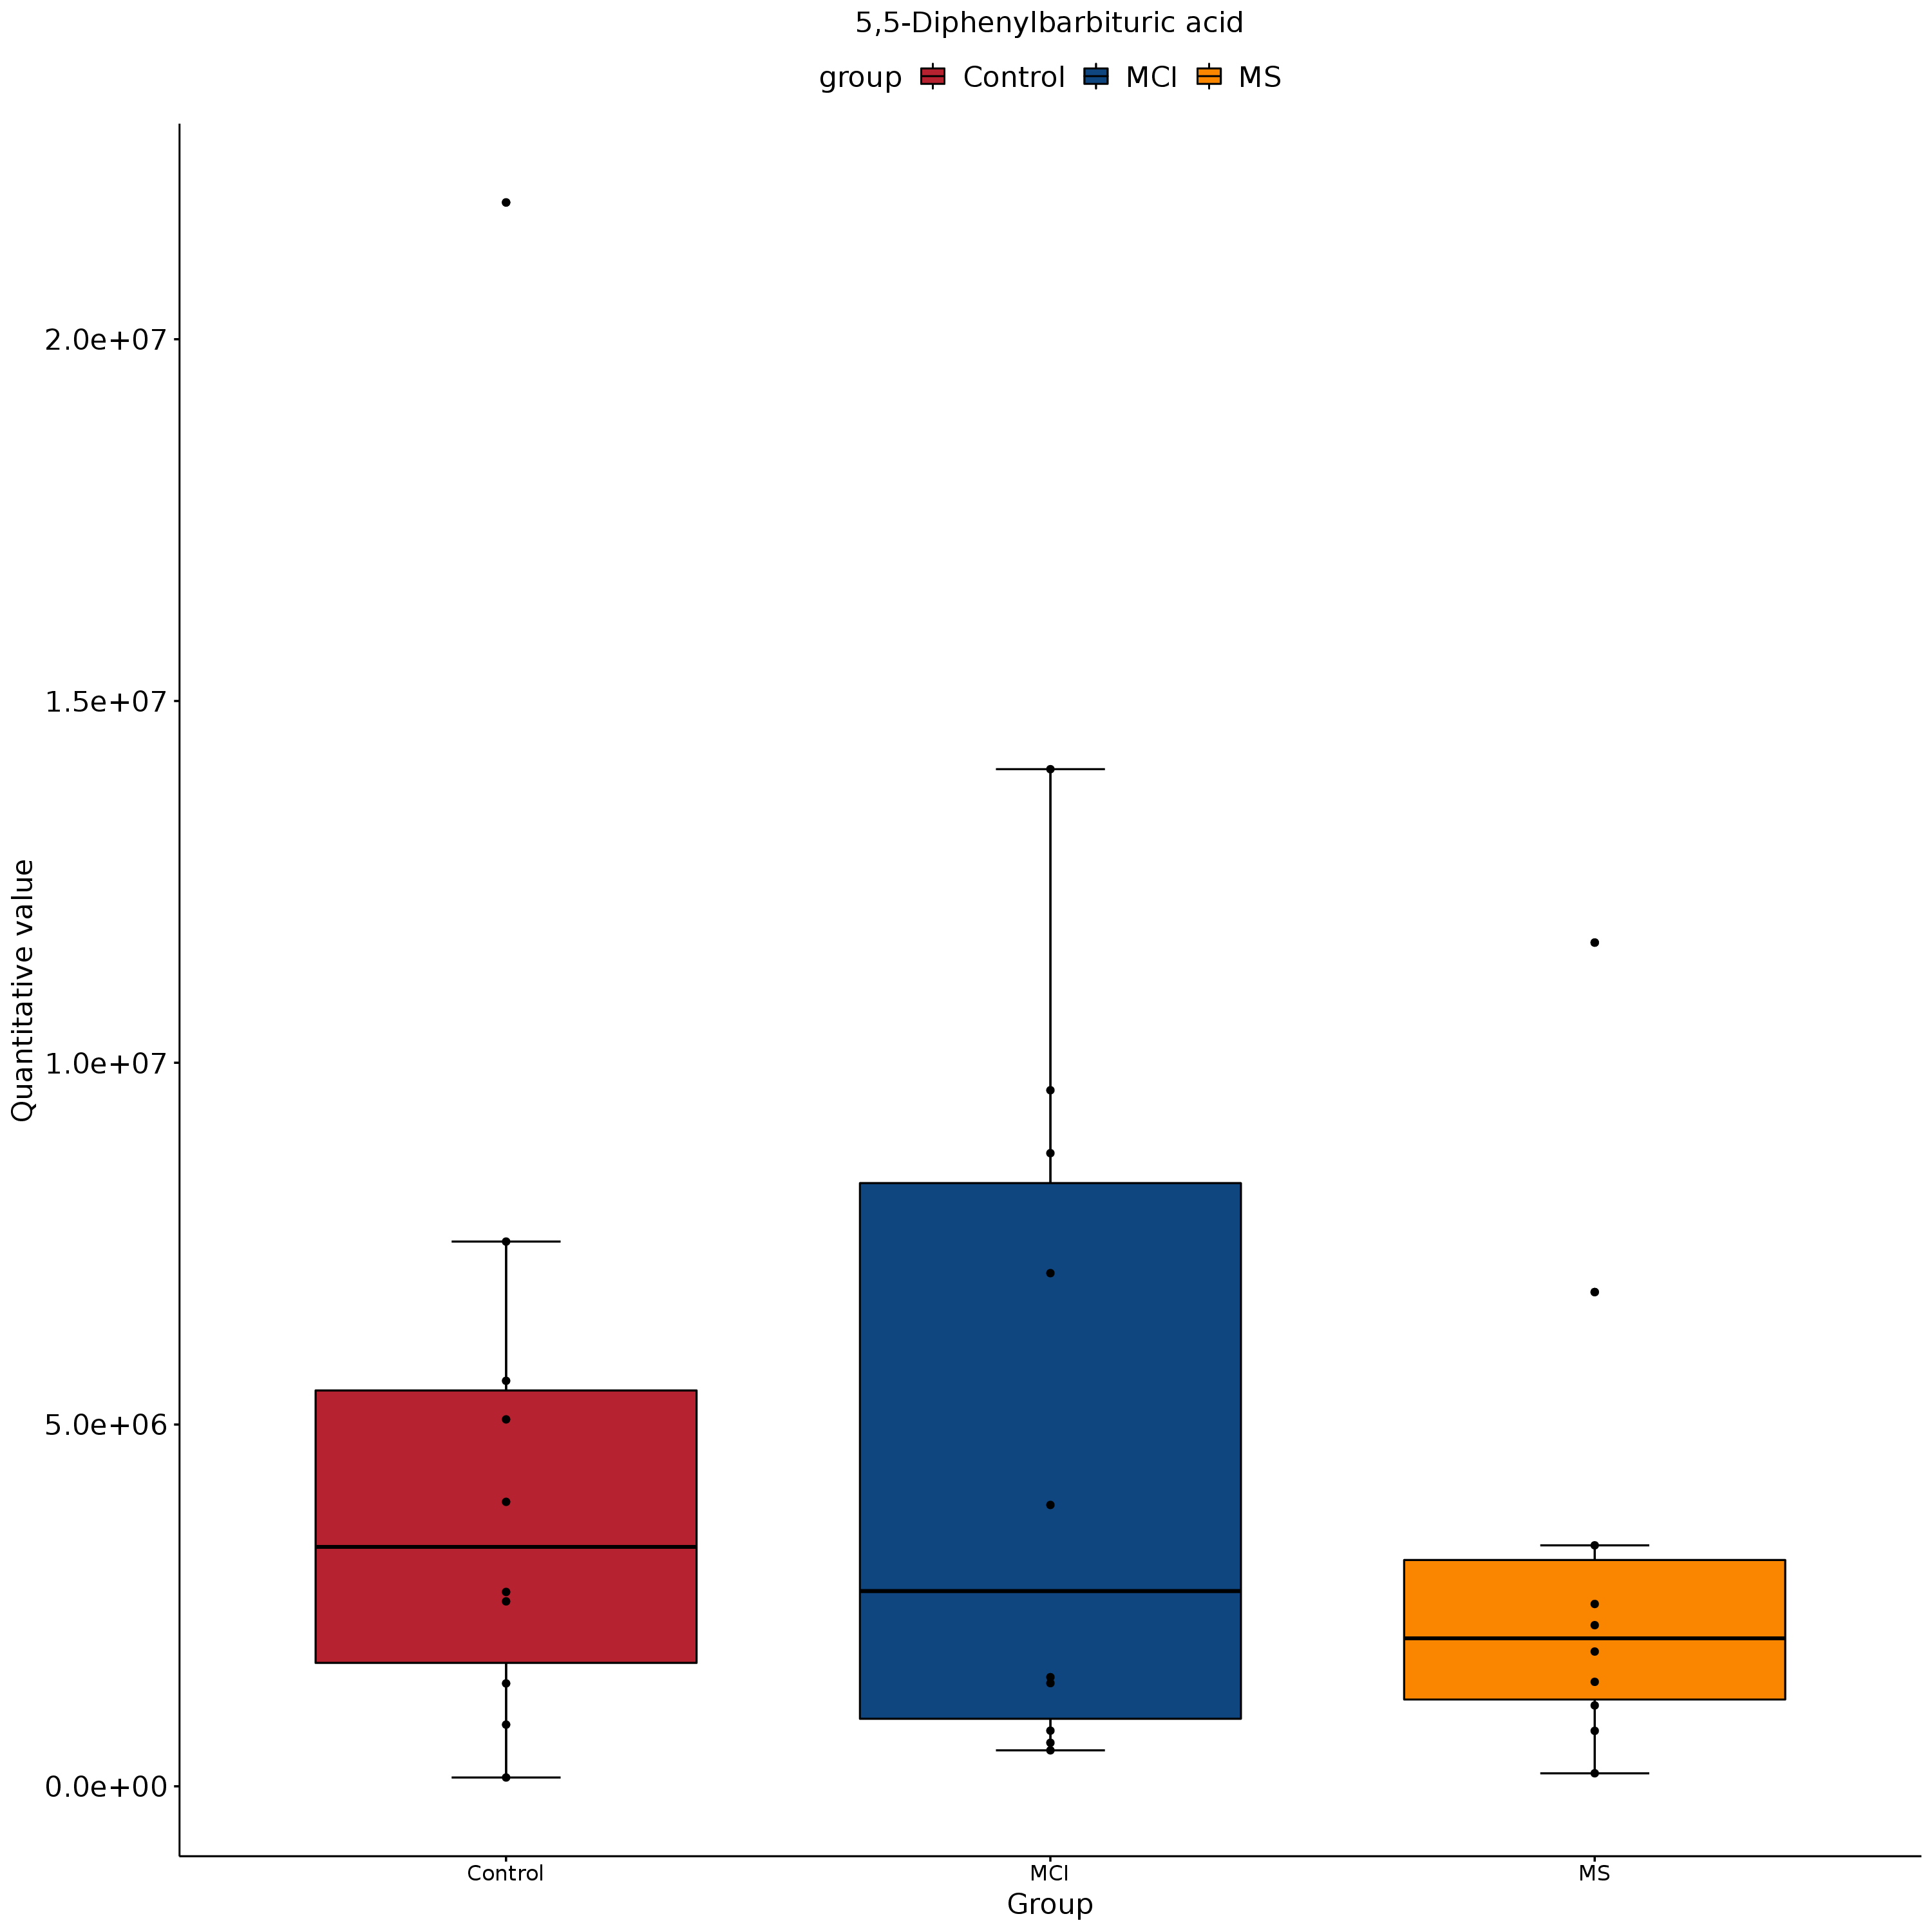 5,5-Diphenylbarbituric acid
group Control MCI MS
Quantitative value
2.0e+07
1.5e+07
1.0e+07
5.0e+06
0.0e+00
Control MCI MS
Group